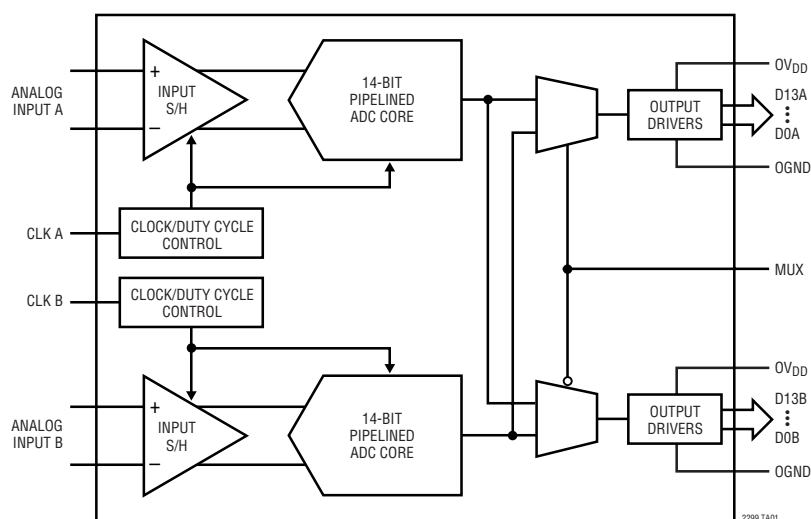 ANALOG
INPUT A
+
−
INPUT
S/H
14-BIT
PIPELINED
ADC CORE
OUTPUT
DRIVERS
OVDD
D13A
D0A
OGND
CLK A
CLOCK/DUTY CYCLE
CONTROL
MUX
CLK B
CLOCK/DUTY CYCLE
CONTROL
ANALOG
INPUT B
+
−
INPUT
S/H
14-BIT
PIPELINED
ADC CORE
OUTPUT
DRIVERS
OVDD
D13B
D0B
OGND
2299 TA01